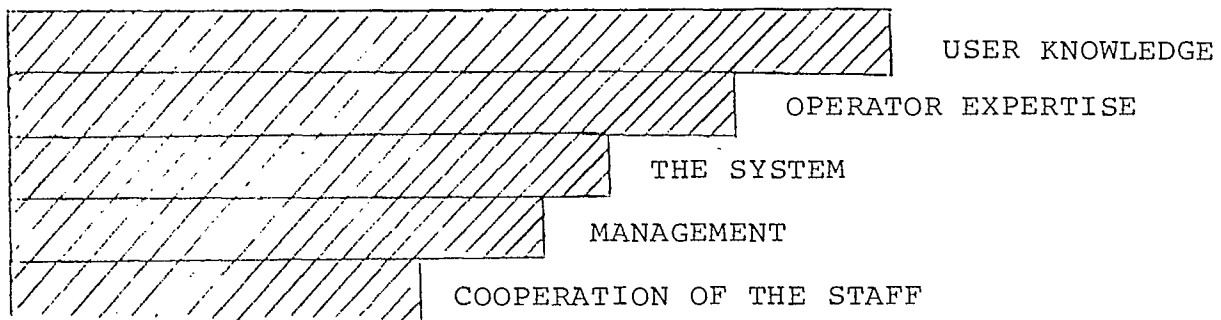 USER KNOWLEDGE
OPERATOR EXPERTISE
THE SYSTEM
MANAGEMENT
COOPERATION OF THE STAFF